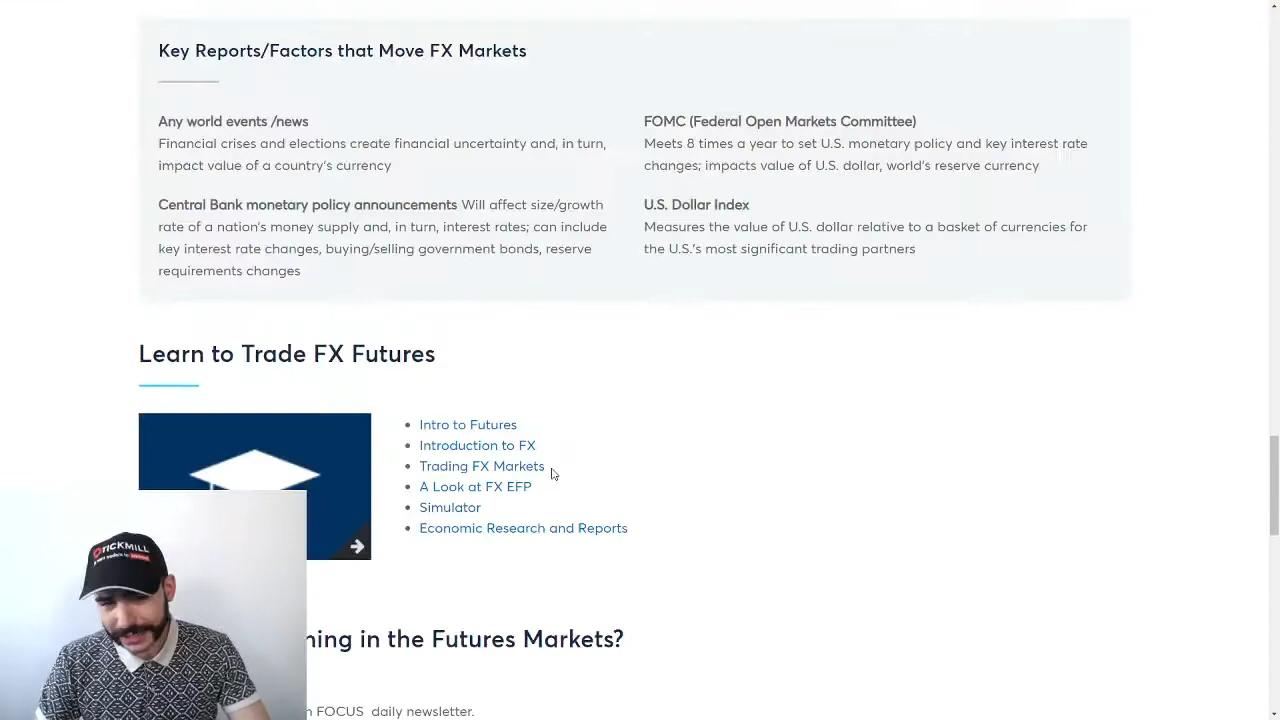 Key Reports/Factors that Move FX Markets
Any world events /news
Financial crises and elections create financial uncertainty and, in turn,
impact value of a country's currency
Central Bank monetary policy announcements Will affect size/growth
rate of a nation's money supply and, in turn, interest rates; can include
key interest rate changes, buying/selling government bonds, reserve
requirements changes
FOMC (Federal Open Markets Committee)
Meets 8 times a year to set U.S. monetary policy and key interest rate
changes; impacts value of U.S. dollar, world's reserve currency
U.S. Dollar Index
Measures the value of U.S. dollar relative to a basket of currencies for
the U.S.'s most significant trading partners
Learn to Trade FX Futures
Intro to Futures
Introduction to FX
Trading FX Markets
A Look at FX EFP
Simulator
Economic Research and Reports
TICKMILL
ning in the Futures Markets?
FOCUS daily newsletter.